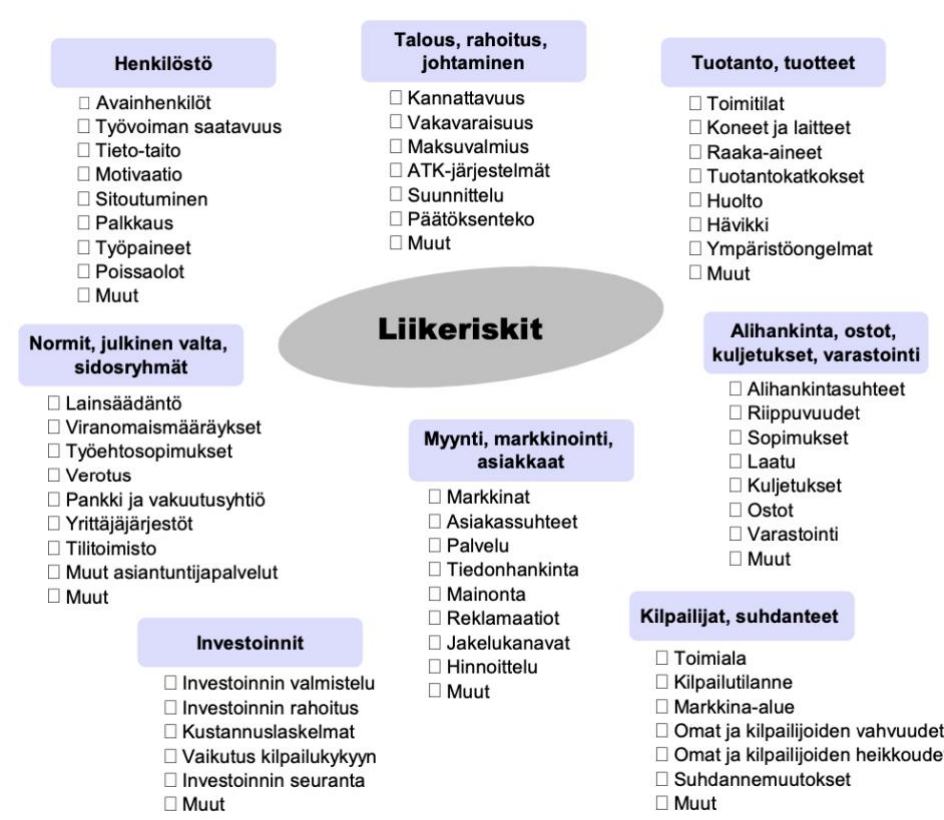 Henkilöstö
☐ Avainhenkilöt
☐ Työvoiman saatavuus
☐ Tieto-taito
☐ Motivaatio
☐ Sitoutuminen
☐ Palkkaus
☐ Työpaineet
☐ Poissaolot
☐ Muut
Talous, rahoitus,
johtaminen
☐ Kannattavuus
☐ Vakavaraisuus
☐ Maksuvalmius
☐ ATK-järjestelmät
☐ Suunnittelu
☐ Päätöksenteko
☐ Muut
Tuotanto, tuotteet
☐ Toimitilat
☐ Koneet ja laitteet
☐ Raaka-aineet
☐ Tuotantokatkokset
☐ Huolto
☐ Hävikki
☐ Ympäristöongelmat
☐ Muut
Liikeriskit
Normit, julkinen valta,
sidosryhmät
☐ Lainsäädäntö
☐ Viranomaismääräykset
☐ Työehtosopimukset
☐ Verotus
☐ Pankki ja vakuutusyhtiö
☐ Yrittäjäjärjestöt
☐ Tilitoimisto
☐ Muut asiantuntijapalvelut
☐ Muut
Myynti, markkinointi,
asiakkaat
☐ Markkinat
☐ Asiakassuhteet
☐ Palvelu
☐ Tiedonhankinta
☐ Mainonta
☐ Reklamaatiot
☐ Jakelukanavat
☐ Hinnoittelu
☐ Muut
Alihankinta, ostot,
kuljetukset, varastointi
☐ Alihankintasuhteet
☐ Riippuvuudet
☐ Sopimukset
☐ Laatu
☐ Kuljetukset
☐ Ostot
☐ Varastointi
☐ Muut
Investoinnit
☐ Investoinnin valmistelu
☐ Investoinnin rahoitus
☐ Kustannuslaskelmat
☐ Vaikutus kilpailukykyyn
☐ Investoinnin seuranta
☐ Muut
Kilpailijat, suhdanteet
☐ Toimiala
☐ Kilpailutilanne
☐ Markkina-alue
☐ Omat ja kilpailijoiden vahvuudet
☐ Omat ja kilpailijoiden heikkoude
☐ Suhdannemuutokset
☐ Muut